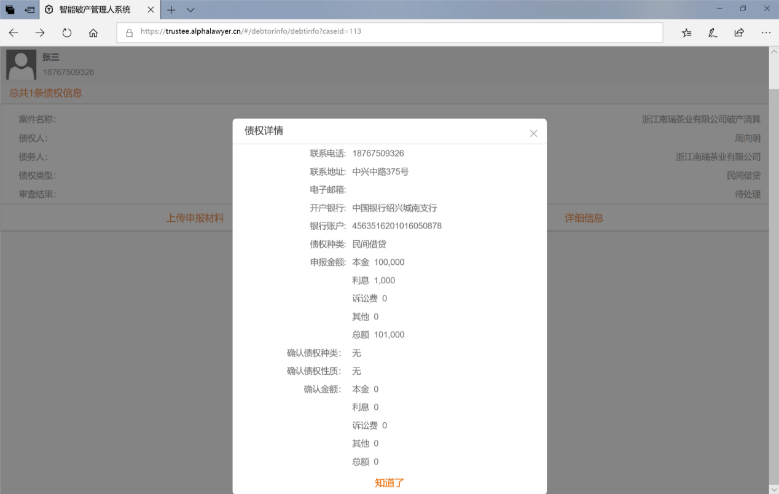 智能破产管理人系统
https://trustee.alphalawyer.cn/#/debtorinfo/debtinfo?caseId=113
张三
18767509326
总共1条债权信息
案件名称: 浙江南瑞茶业有限公司破产清算
债权人: 周向明
债务人: 浙江南瑞茶业有限公司
债权类型: 民间借贷
审查结果: 待处理
上传申报材料 详细信息
债权详情
联系电话: 18767509326
联系地址: 中兴中路375号
电子邮箱:
开户银行: 中国银行绍兴城南支行
银行账户: 4563516201016050878
债权种类: 民间借贷
申报金额: 本金 100,000
利息 1,000
诉讼费 0
其他 0
总额 101,000
确认债权种类: 无
确认债权性质: 无
确认金额: 本金 0
利息 0
诉讼费 0
其他 0
总额 0
知道了